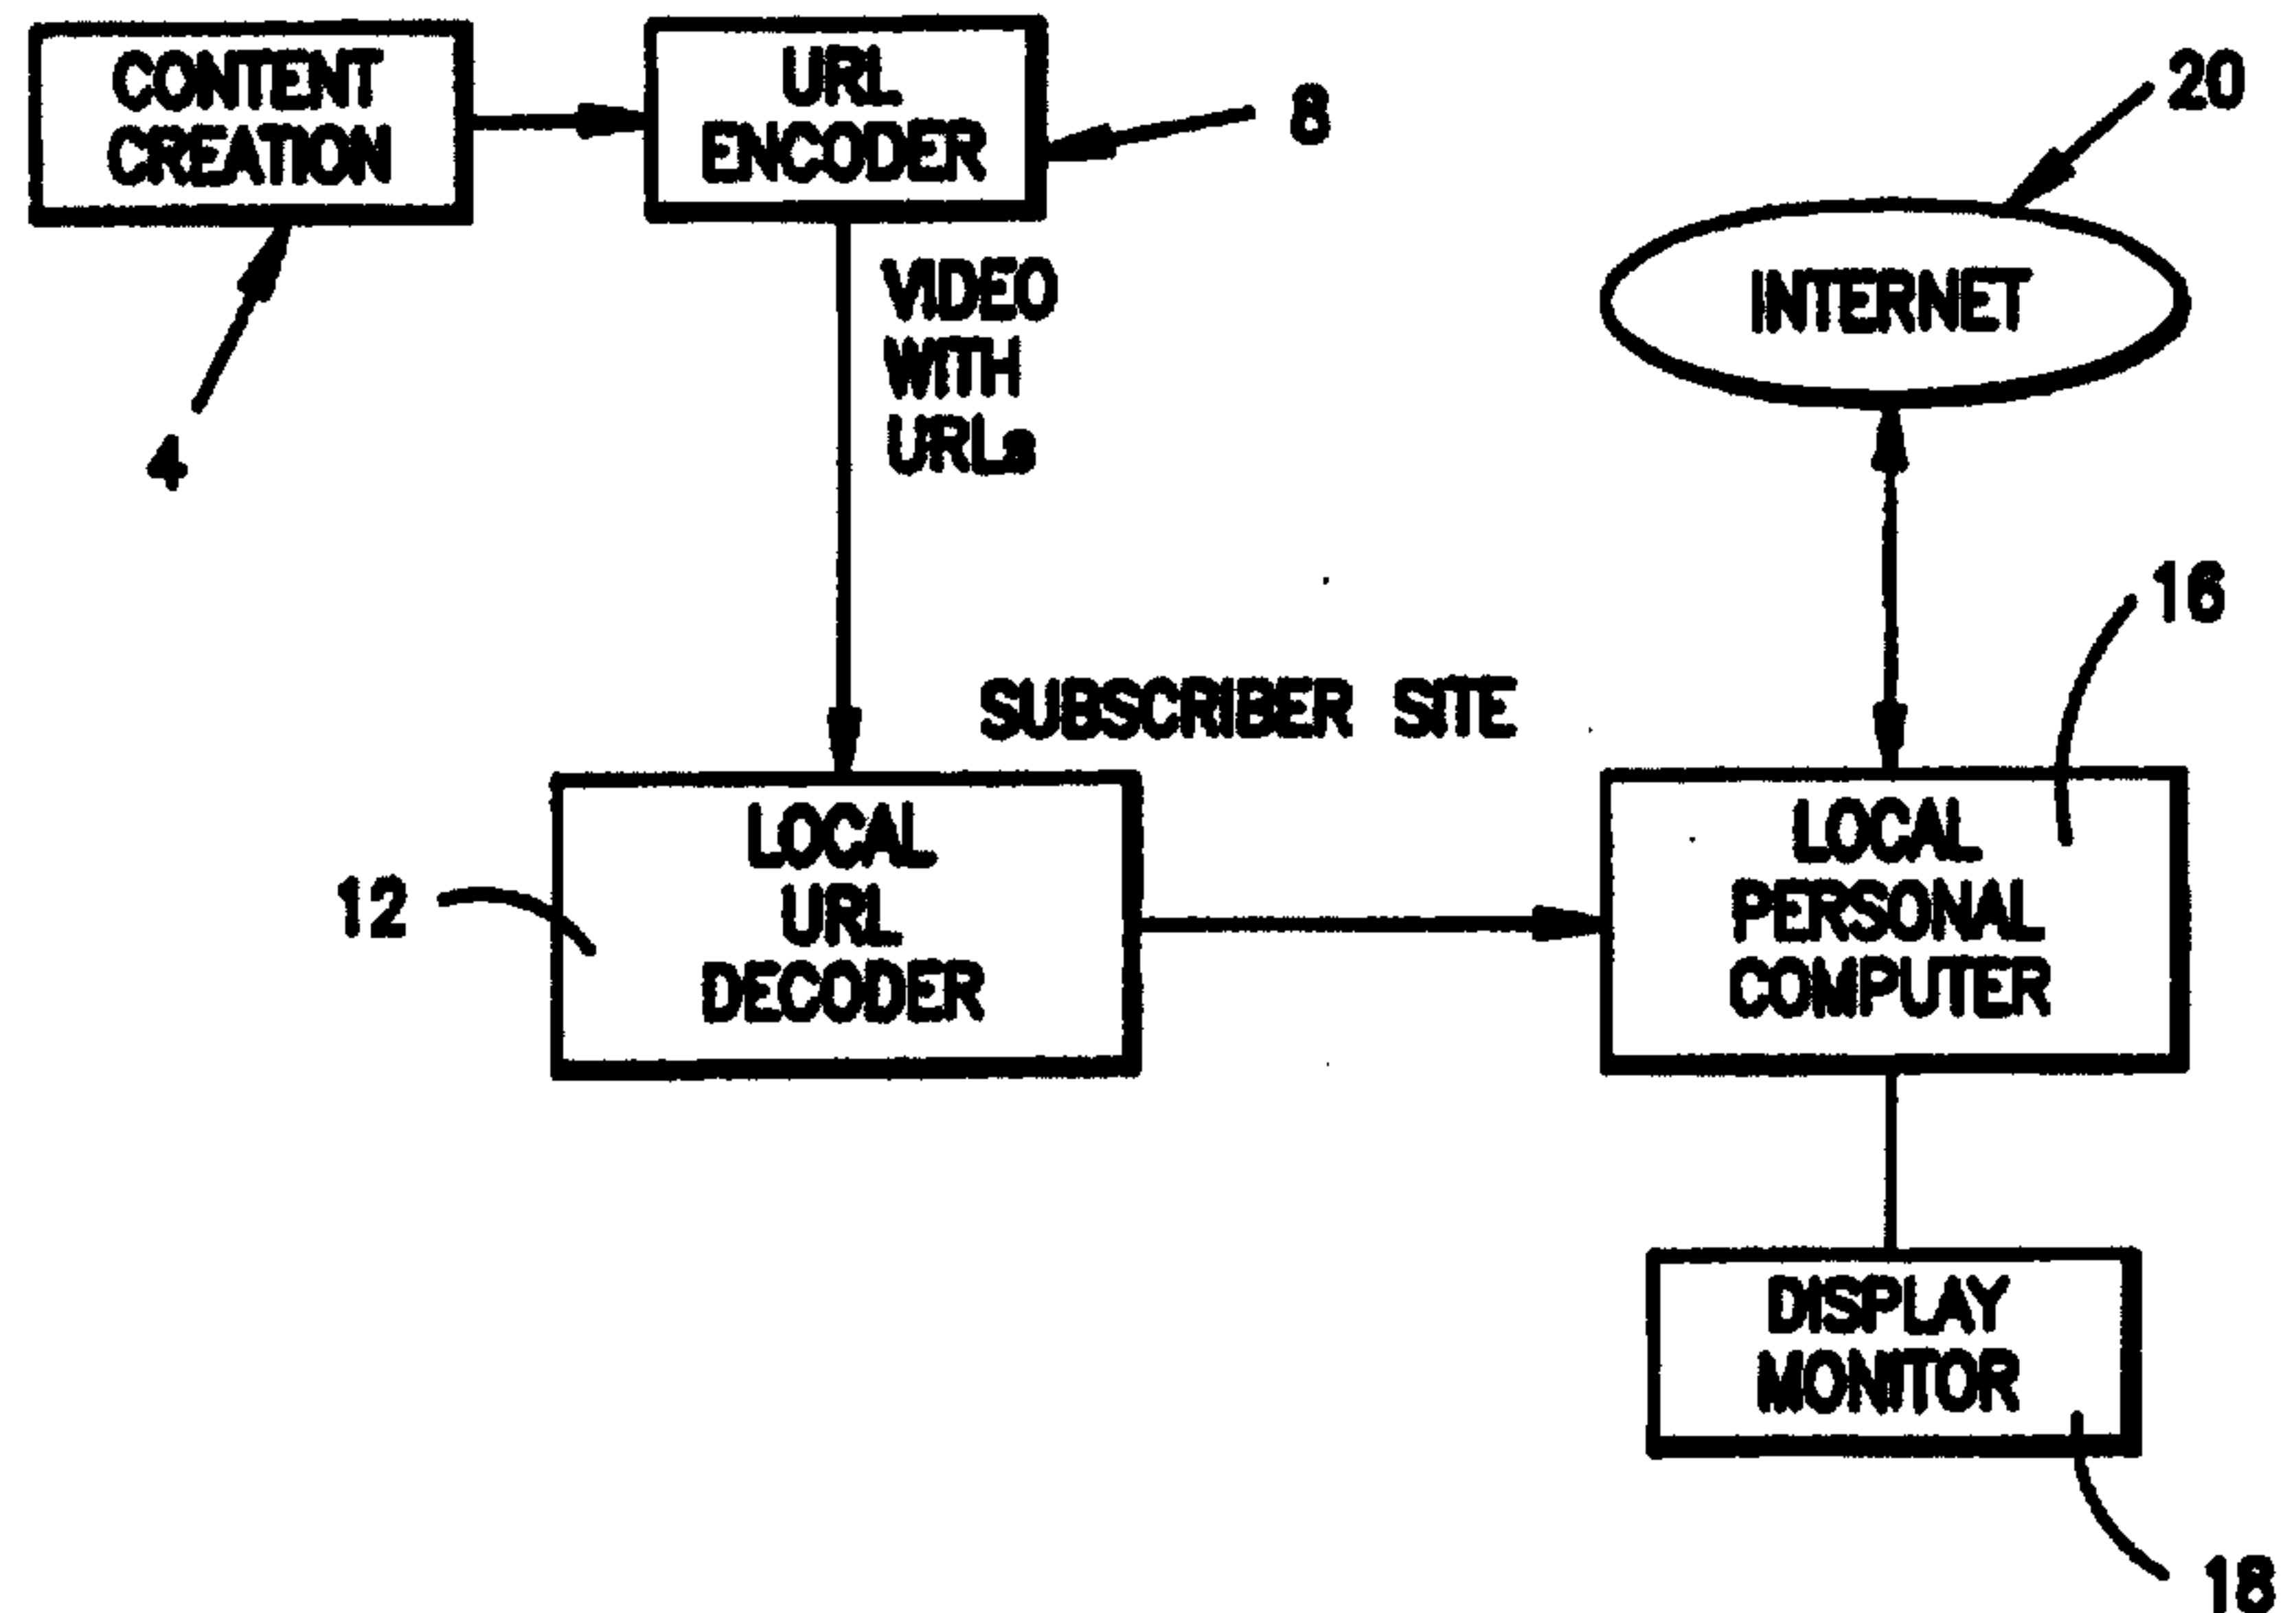 CONTENT
CREATION
URL
ENCODER
8
20
4
VIDEO
WITH
URLs
INTERNET
16
SUBSCRIBER SITE
12
LOCAL
URL
DECODER
LOCAL
PERSONAL
COMPUTER
DISPLAY
MONITOR
18